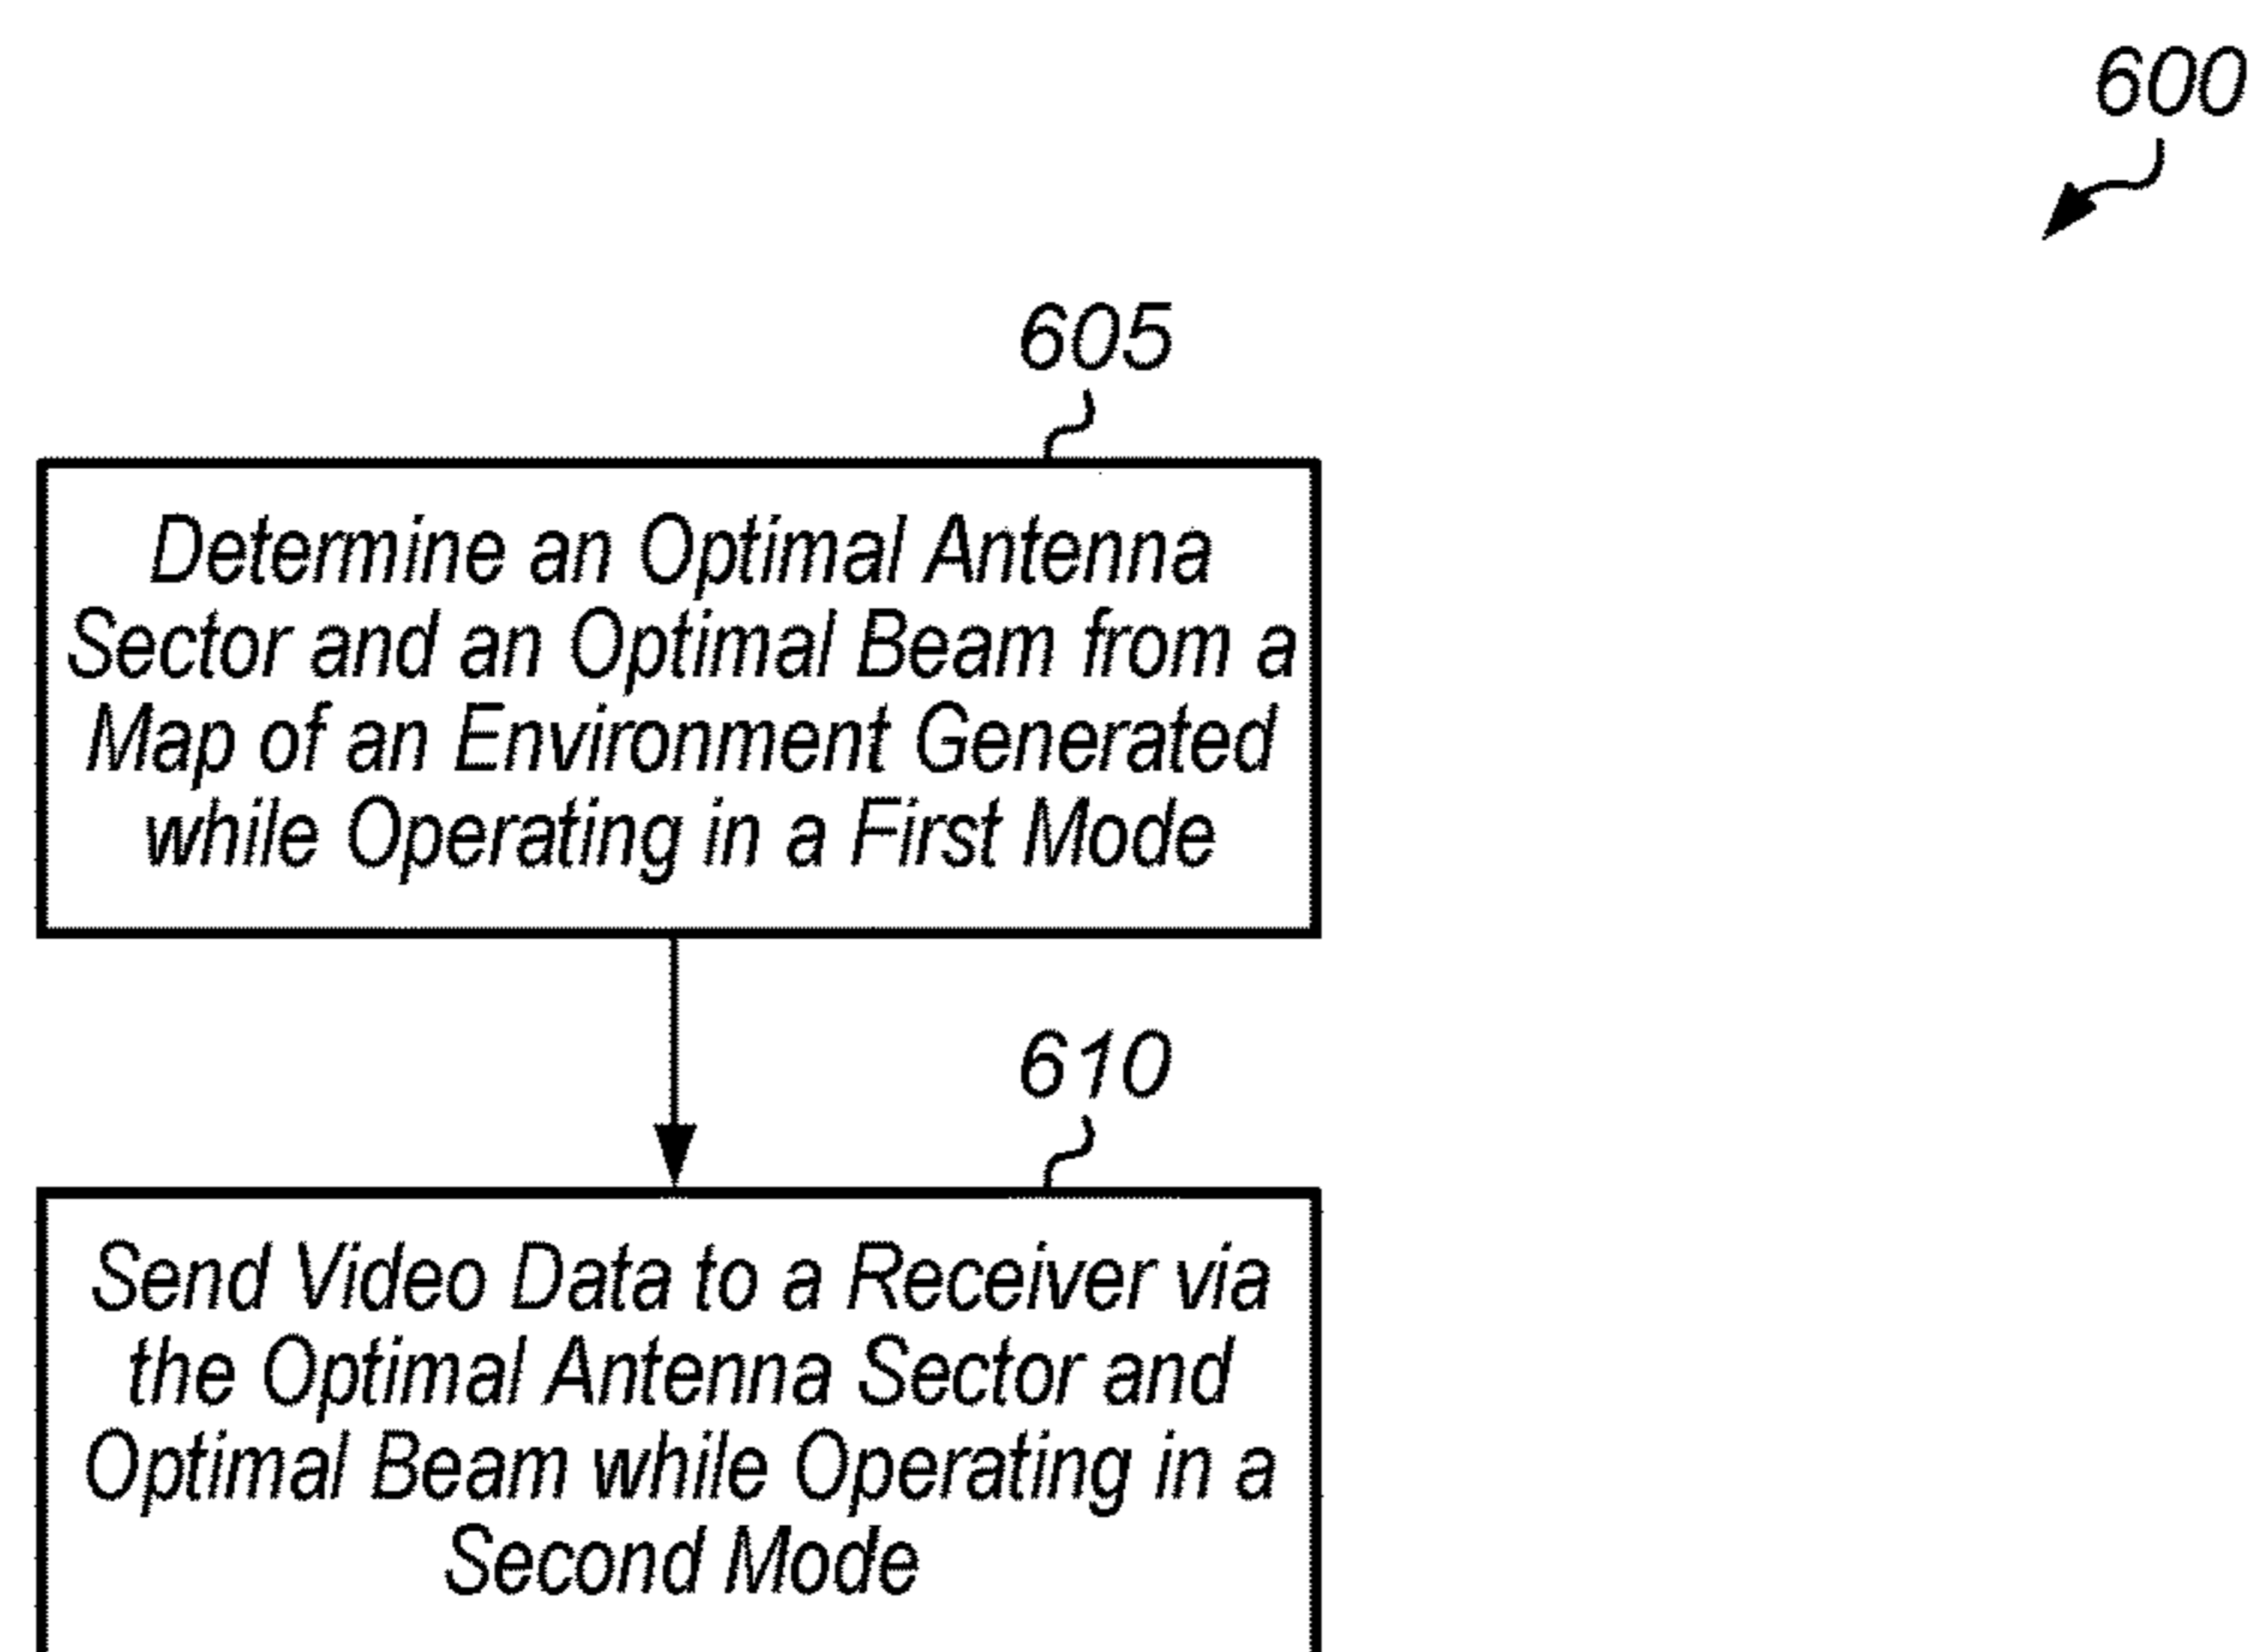 600
605
Determine an Optimal Antenna
Sector and an Optimal Beam from a
Map of an Environment Generated
while Operating in a First Mode
610
Send Video Data to a Receiver via
the Optimal Antenna Sector and
Optimal Beam while Operating in a
Second Mode